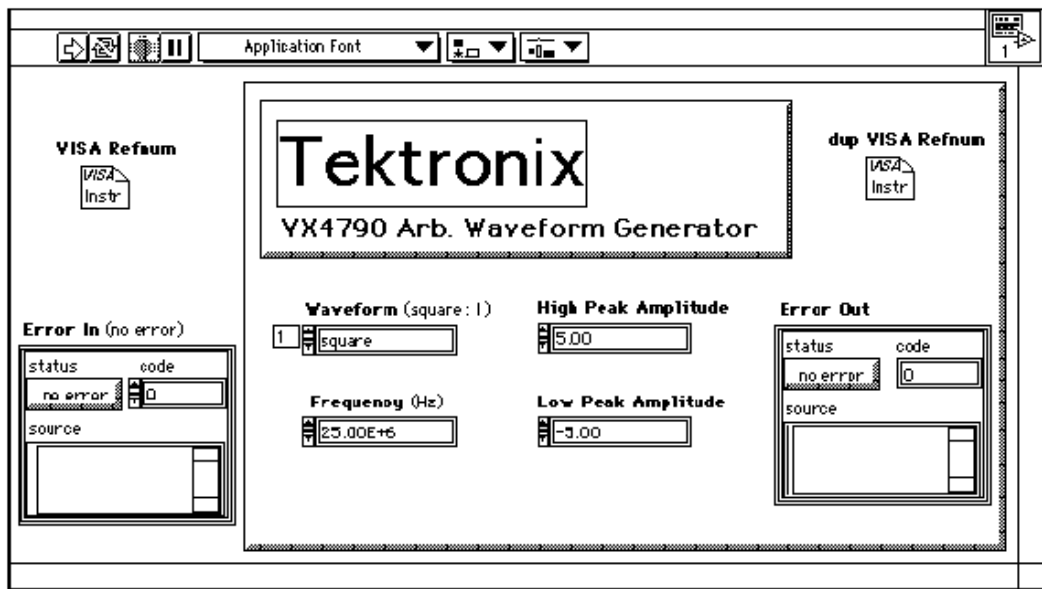 Application Font
1
VISA Refnum
VISA
Instr
Tektronix
VX4790 Arb. Waveform Generator
dup VISA Refnum
VISA
Instr
Error In (no error)
status code
no error 0
source
Waveform (square:1)
1 square
High Peak Amplitude
5.00
Frequency (Hz)
25.00E+6
Low Peak Amplitude
-5.00
Error Out
status code
no error 0
source